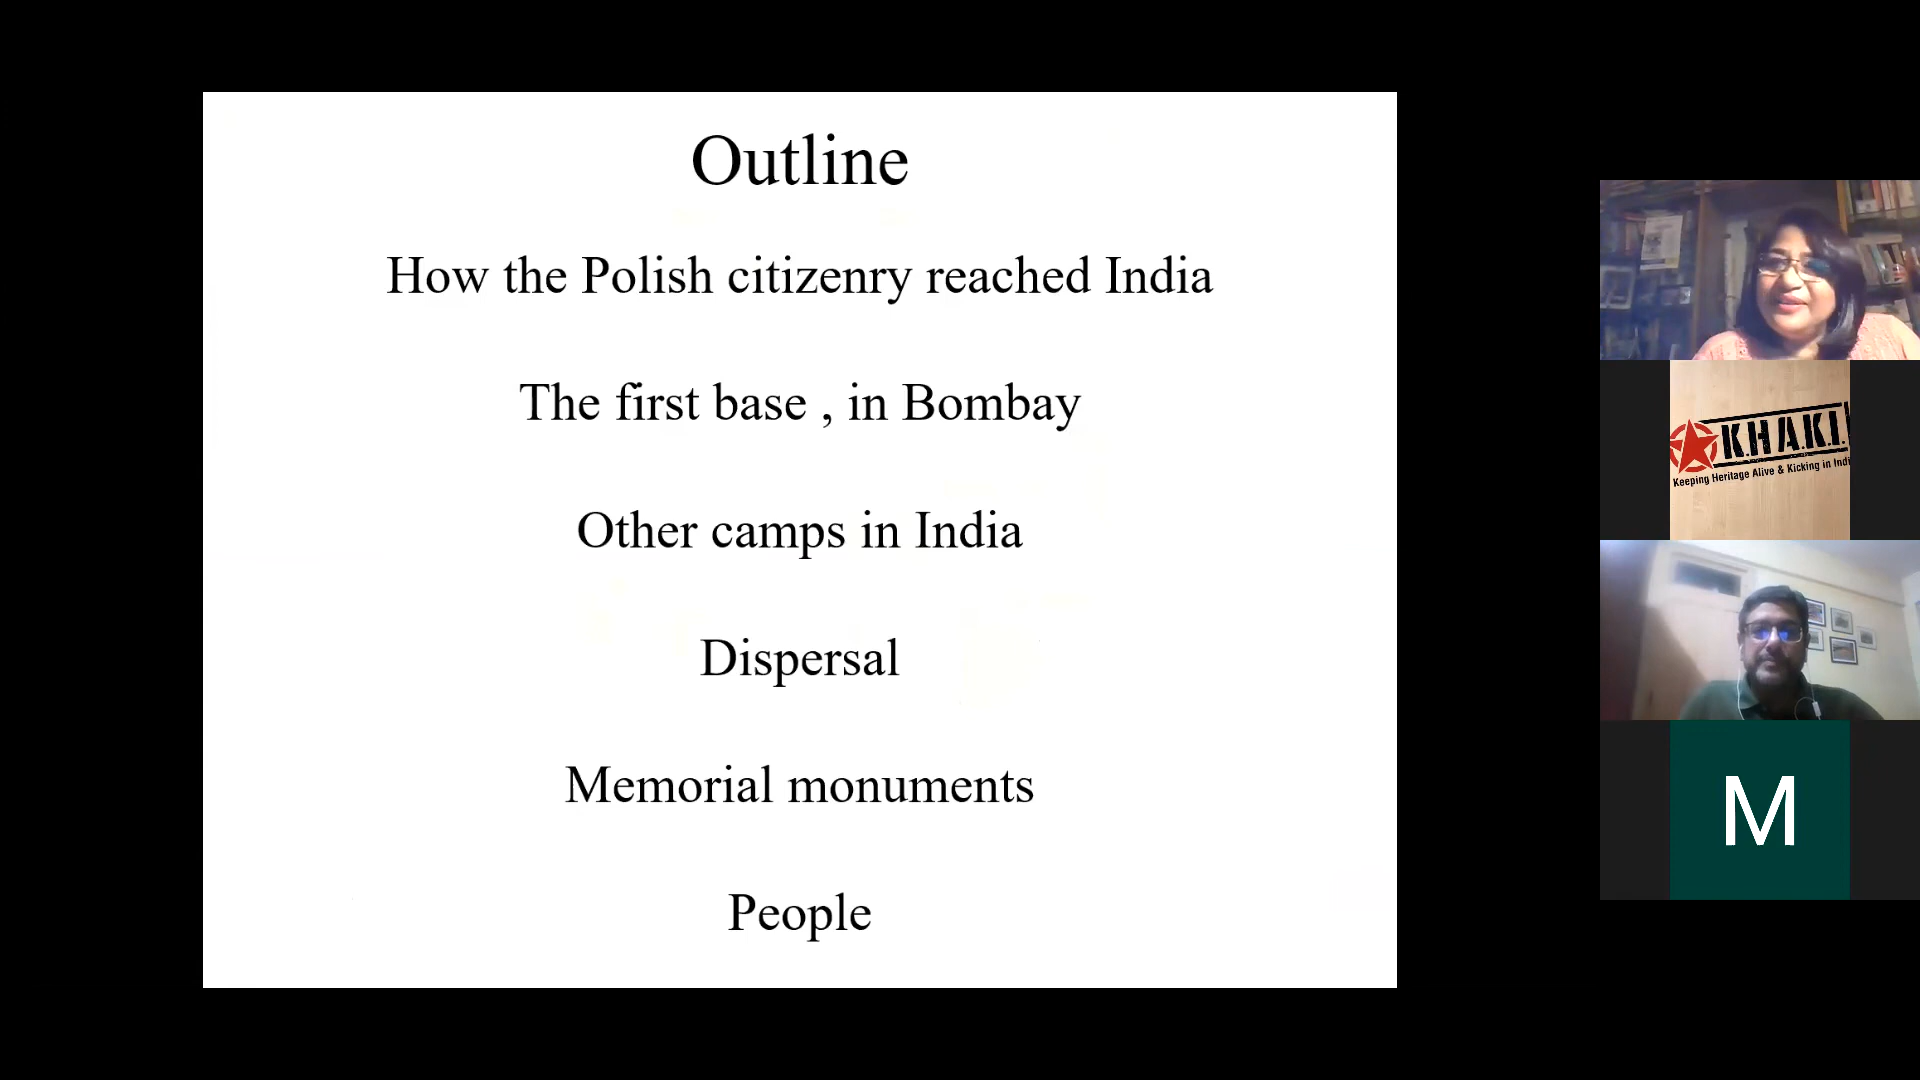 Outline
How the Polish citizenry reached India
The first base , in Bombay
Other camps in India
Dispersal
Memorial monuments
People
K.H.A.K.I.
Keeping Heritage Alive & Kicking in Indi
M